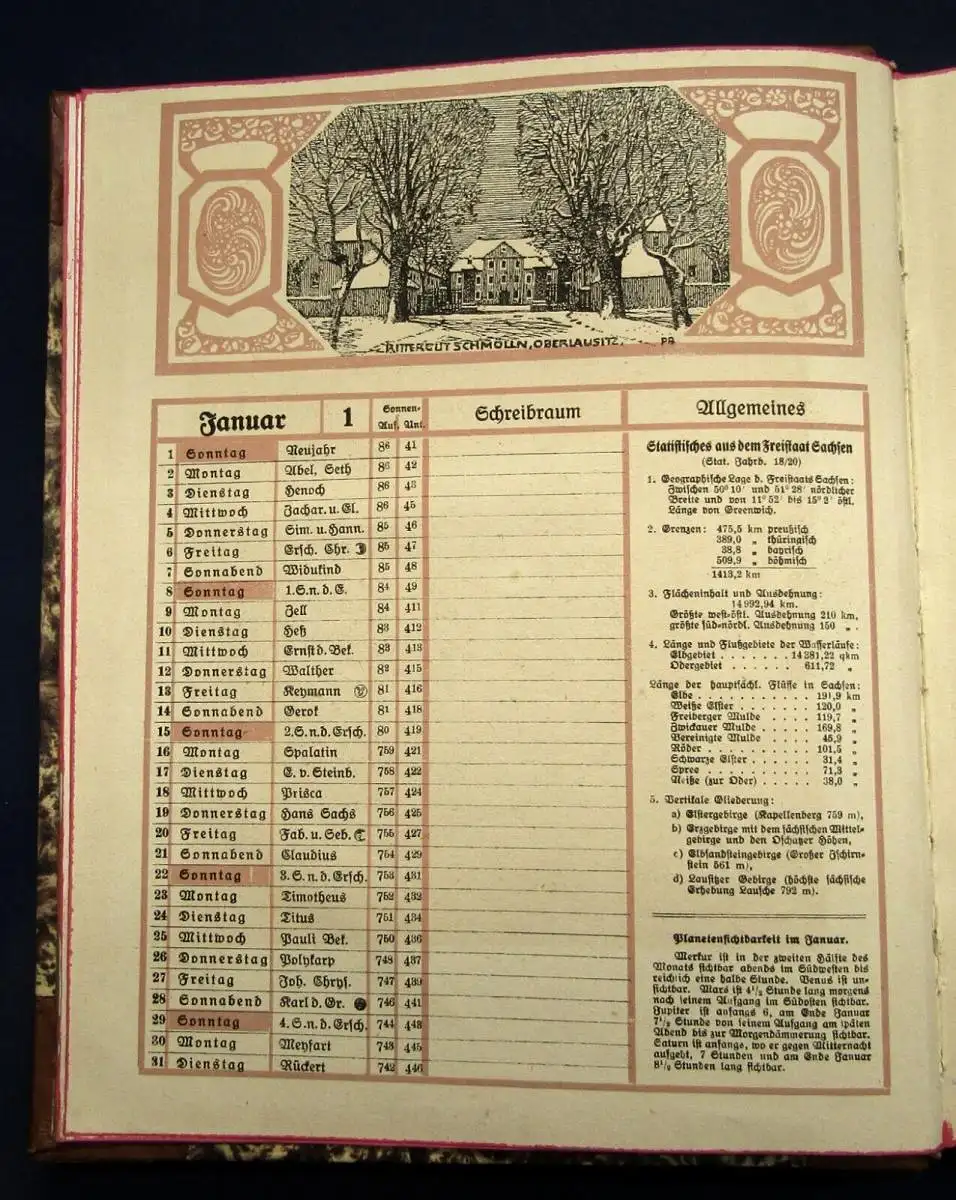 RITTERGUT SCHMÖLLN, OBERLAUSITZ. PB
Januar 1 Sonnen- Auf. Unt. Schreibraum Allgemeines
1 Sonntag Neujahr 86 41
2 Montag Abel, Seth 86 42
3 Dienstag Henoch 86 43
4 Mittwoch Zachar. u. El. 86 45
5 Donnerstag Sim. u. Hann. 85 46
6 Freitag Ersch. Chr. ☽ 85 47
7 Sonnabend Widukind 85 48
8 Sonntag 1. S. n. d. E. 84 49
9 Montag Zell 84 411
10 Dienstag Heß 83 412
11 Mittwoch Ernst d. Bek. 83 413
12 Donnerstag Walther 82 415
13 Freitag Keymann 81 416
14 Sonnabend Gerok 81 418
15 Sonntag 2. S. n. d. Ersch. 80 419
16 Montag Spalatin 759 421
17 Dienstag E. v. Steinb. 758 422
18 Mittwoch Prisca 757 424
19 Donnerstag Hans Sachs 756 425
20 Freitag Fab. u. Seb. ☾ 755 427
21 Sonnabend Claudius 754 429
22 Sonntag 3. S. n. d. Ersch. 753 431
23 Montag Timotheus 752 432
24 Dienstag Titus 751 434
25 Mittwoch Pauli Bek. 750 436
26 Donnerstag Polykarp 748 437
27 Freitag Joh. Chrys. 747 439
28 Sonnabend Karl d. Gr. ● 746 441
29 Sonntag 4. S. n. d. Ersch. 744 443
30 Montag Meyfart 743 445
31 Dienstag Rückert 742 446
Statistisches aus dem Freistaat Sachsen
(Stat. Jahrb. 18/20)
1. Geographische Lage d. Freistaats Sachsen:
Zwischen 50° 10′ und 51° 28′ nördlicher
Breite und von 11° 52′ bis 15° 2′ östl.
Länge von Greenwich.
2. Grenzen: 475,5 km preußisch
389,0 „ thüringisch
38,8 „ bayrisch
509,9 „ böhmisch
1413,2 km
3. Flächeninhalt und Ausdehnung:
14 992,94 km.
Größte west-östl. Ausdehnung 210 km,
größte süd-nördl. Ausdehnung 150 „ .
4. Länge und Flußgebiete der Wasserläufe:
Elbgebiet . . . . . . . 14 381,22 qkm
Odergebiet . . . . . . 611,72 „
Länge der hauptsächl. Flüsse in Sachsen:
Elbe . . . . . . . . . . 191,9 km
Weiße Elster . . . . . . . 120,0 „
Freiberger Mulde . . . . 119,7 „
Zwickauer Mulde . . . . . 169,8 „
Vereinigte Mulde . . . . 45,9 „
Röder . . . . . . . . . 101,5 „
Schwarze Elster . . . . . 31,4 „
Spree . . . . . . . . . 71,3 „
Neiße (zur Oder) . . . . . 38,0 „
5. Vertikale Gliederung:
a) Elstergebirge (Kapellenberg 759 m),
b) Erzgebirge mit dem sächsischen Mittel-
gebirge und den Oschatzer Höhen,
c) Elbsandsteingebirge (Großer Zschirn-
stein 561 m),
d) Lausitzer Gebirge (höchste sächsische
Erhebung Lausche 792 m).
Planetensichtbarkeit im Januar.
Merkur ist in der zweiten Hälfte des
Monats sichtbar abends im Südwesten bis
reichlich eine halbe Stunde. Venus ist un-
sichtbar. Mars ist 4 1/2 Stunde lang morgens
nach seinem Aufgang im Südosten sichtbar.
Jupiter ist anfangs 6, am Ende Januar
7 1/2 Stunde von seinem Aufgang am späten
Abend bis zur Morgendämmerung sichtbar.
Saturn ist anfangs, wo er gegen Mitternacht
aufgeht, 7 Stunden und am Ende Januar
8 1/2 Stunden lang sichtbar.